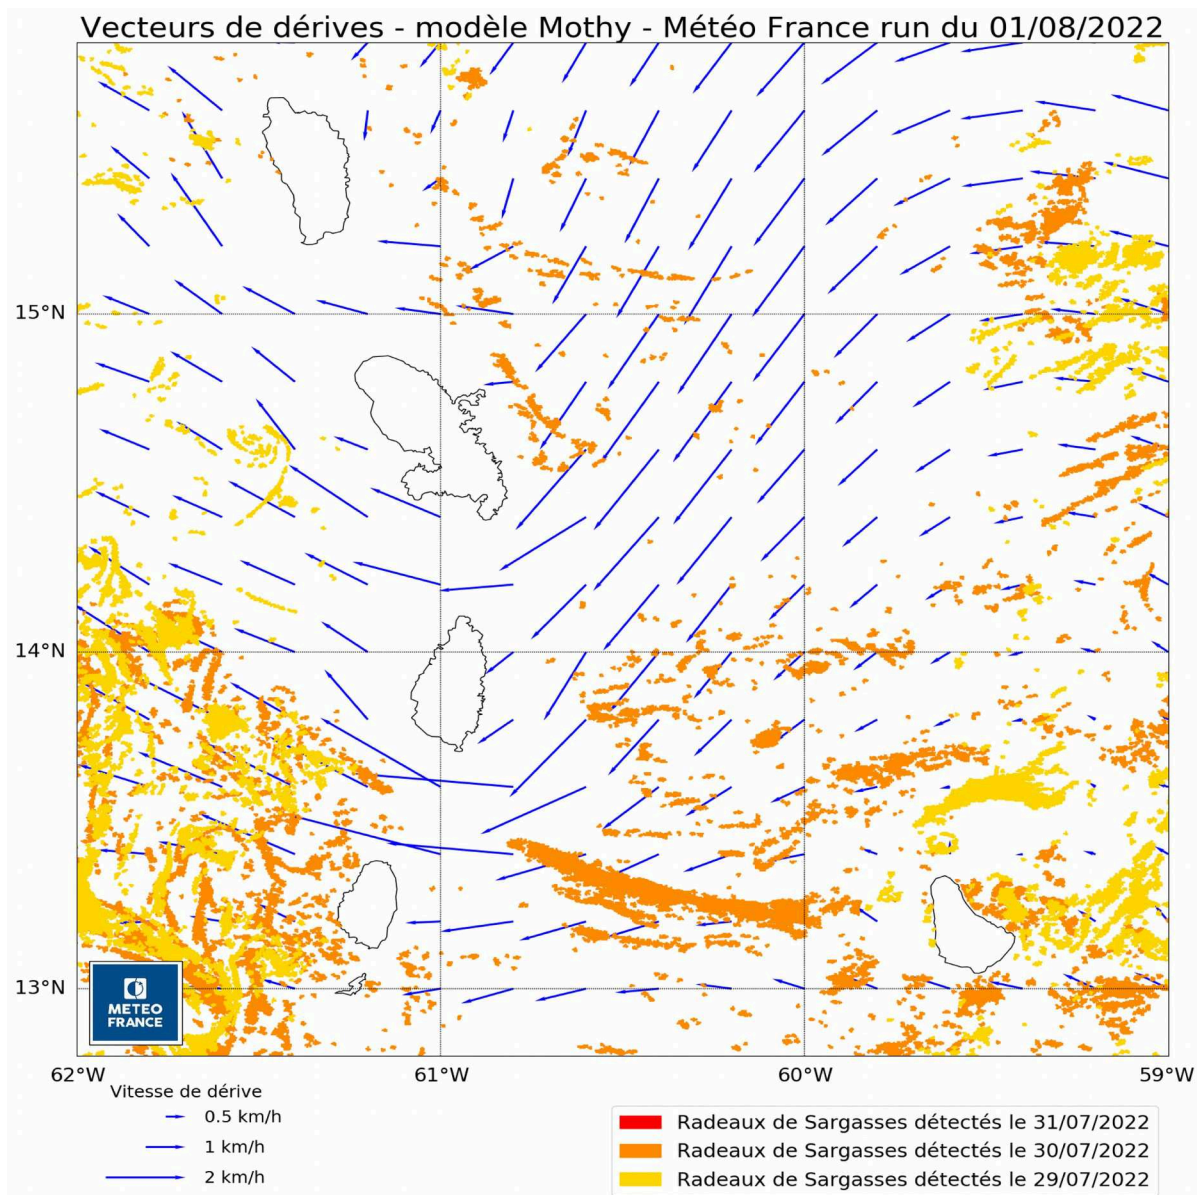 Vecteurs de dérives - modèle Mothy - Météo France run du 01/08/2022
15°N
14°N
13°N
METEO
FRANCE
62°W
61°W
60°W
59°W
Vitesse de dérive
0.5 km/h
1 km/h
2 km/h
Radeaux de Sargasses détectés le 31/07/2022
Radeaux de Sargasses détectés le 30/07/2022
Radeaux de Sargasses détectés le 29/07/2022